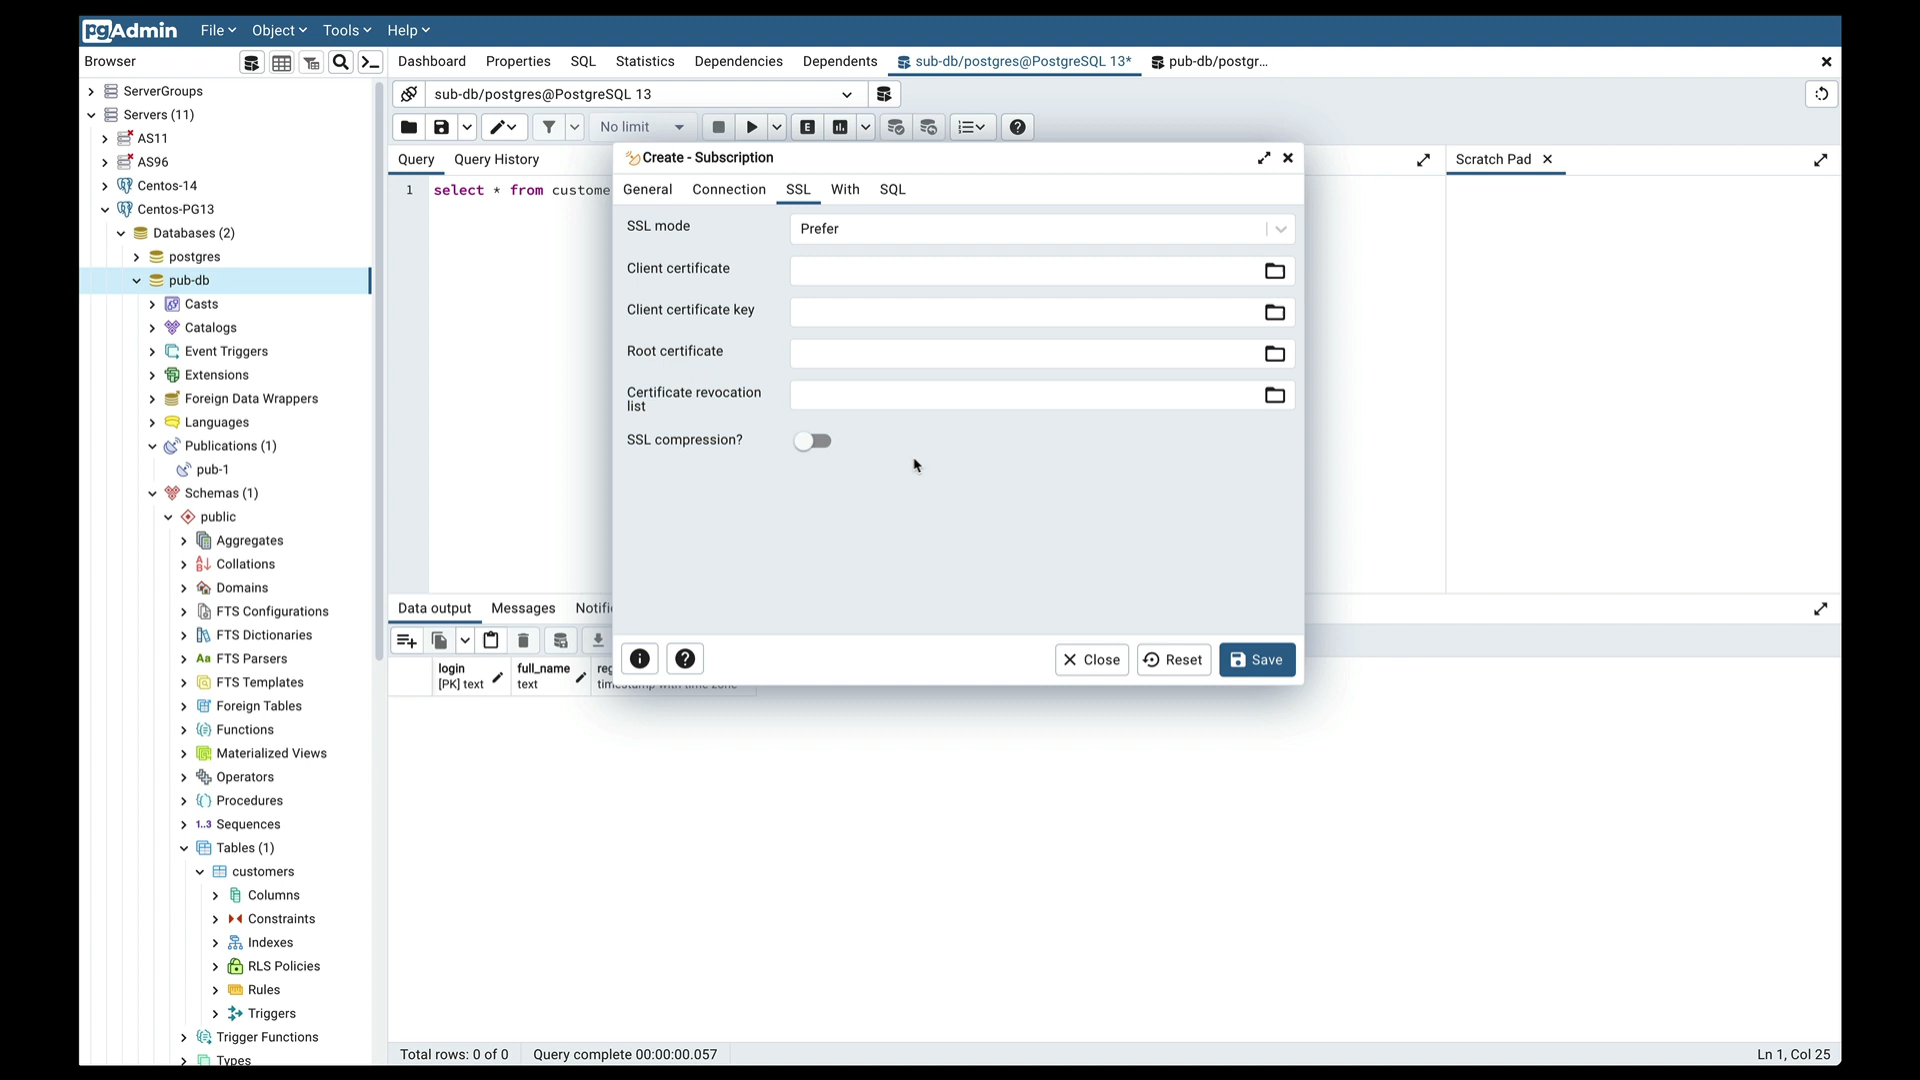 pgAdmin File Object Tools Help
Browser
Dashboard Properties SQL Statistics Dependencies Dependents sub-db/postgres@PostgreSQL 13* pub-db/postgr...
ServerGroups
Servers (11)
AS11
AS96
Centos-14
Centos-PG13
Databases (2)
postgres
pub-db
Casts
Catalogs
Event Triggers
Extensions
Foreign Data Wrappers
Languages
Publications (1)
pub-1
Schemas (1)
public
Aggregates
Collations
Domains
FTS Configurations
FTS Dictionaries
FTS Parsers
FTS Templates
Foreign Tables
Functions
Materialized Views
Operators
Procedures
1..3 Sequences
Tables (1)
customers
Columns
Constraints
Indexes
RLS Policies
Rules
Triggers
Trigger Functions
Types
sub-db/postgres@PostgreSQL 13
No limit
E
Query Query History
Scratch Pad
1 select * from custome
Create - Subscription
General Connection SSL With SQL
SSL mode Prefer
Client certificate
Client certificate key
Root certificate
Certificate revocation
list
SSL compression?
Close Reset Save
Data output Messages Notifi
login full_name reg
[PK] text text timestamp with time zone
Total rows: 0 of 0 Query complete 00:00:00.057
Ln 1, Col 25